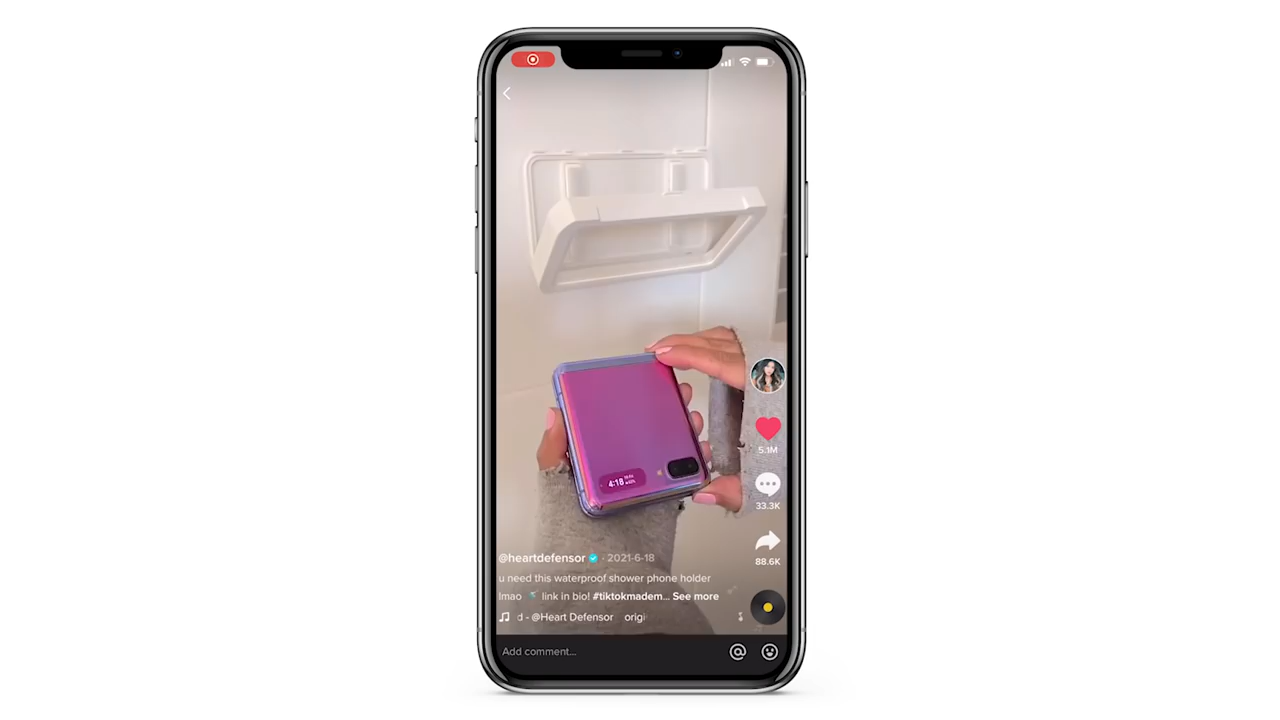 4:18
5.1M
33.3K
88.6K
@heartdefensor · 2021-6-18
u need this waterproof shower phone holder
lmao link in bio! #tiktokmadem... See more
d - @Heart Defensor origi
Add comment...